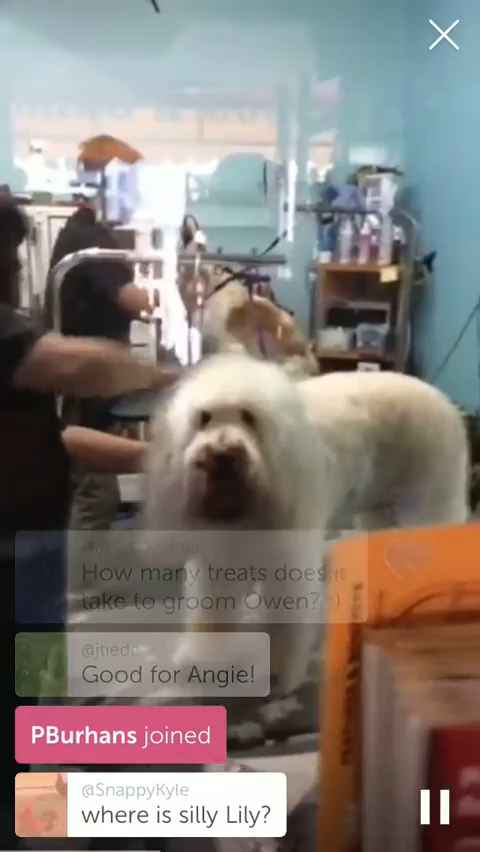 How many treats does it
take to groom Owen? :)
@jtiede
Good for Angie!
PBurhans joined
@SnappyKyle
where is silly Lily?